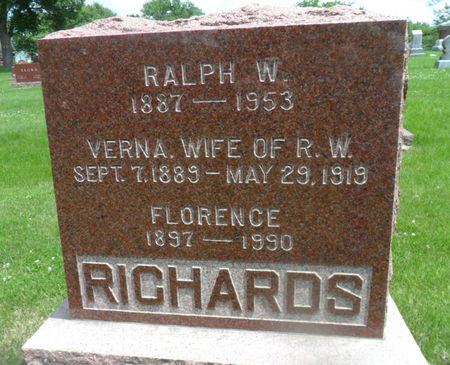 RALPH W.
1887 — 1953
VERNA, WIFE OF R. W.
SEPT. 7, 1889 — MAY 29, 1919
FLORENCE
1897 — 1990
RICHARDS